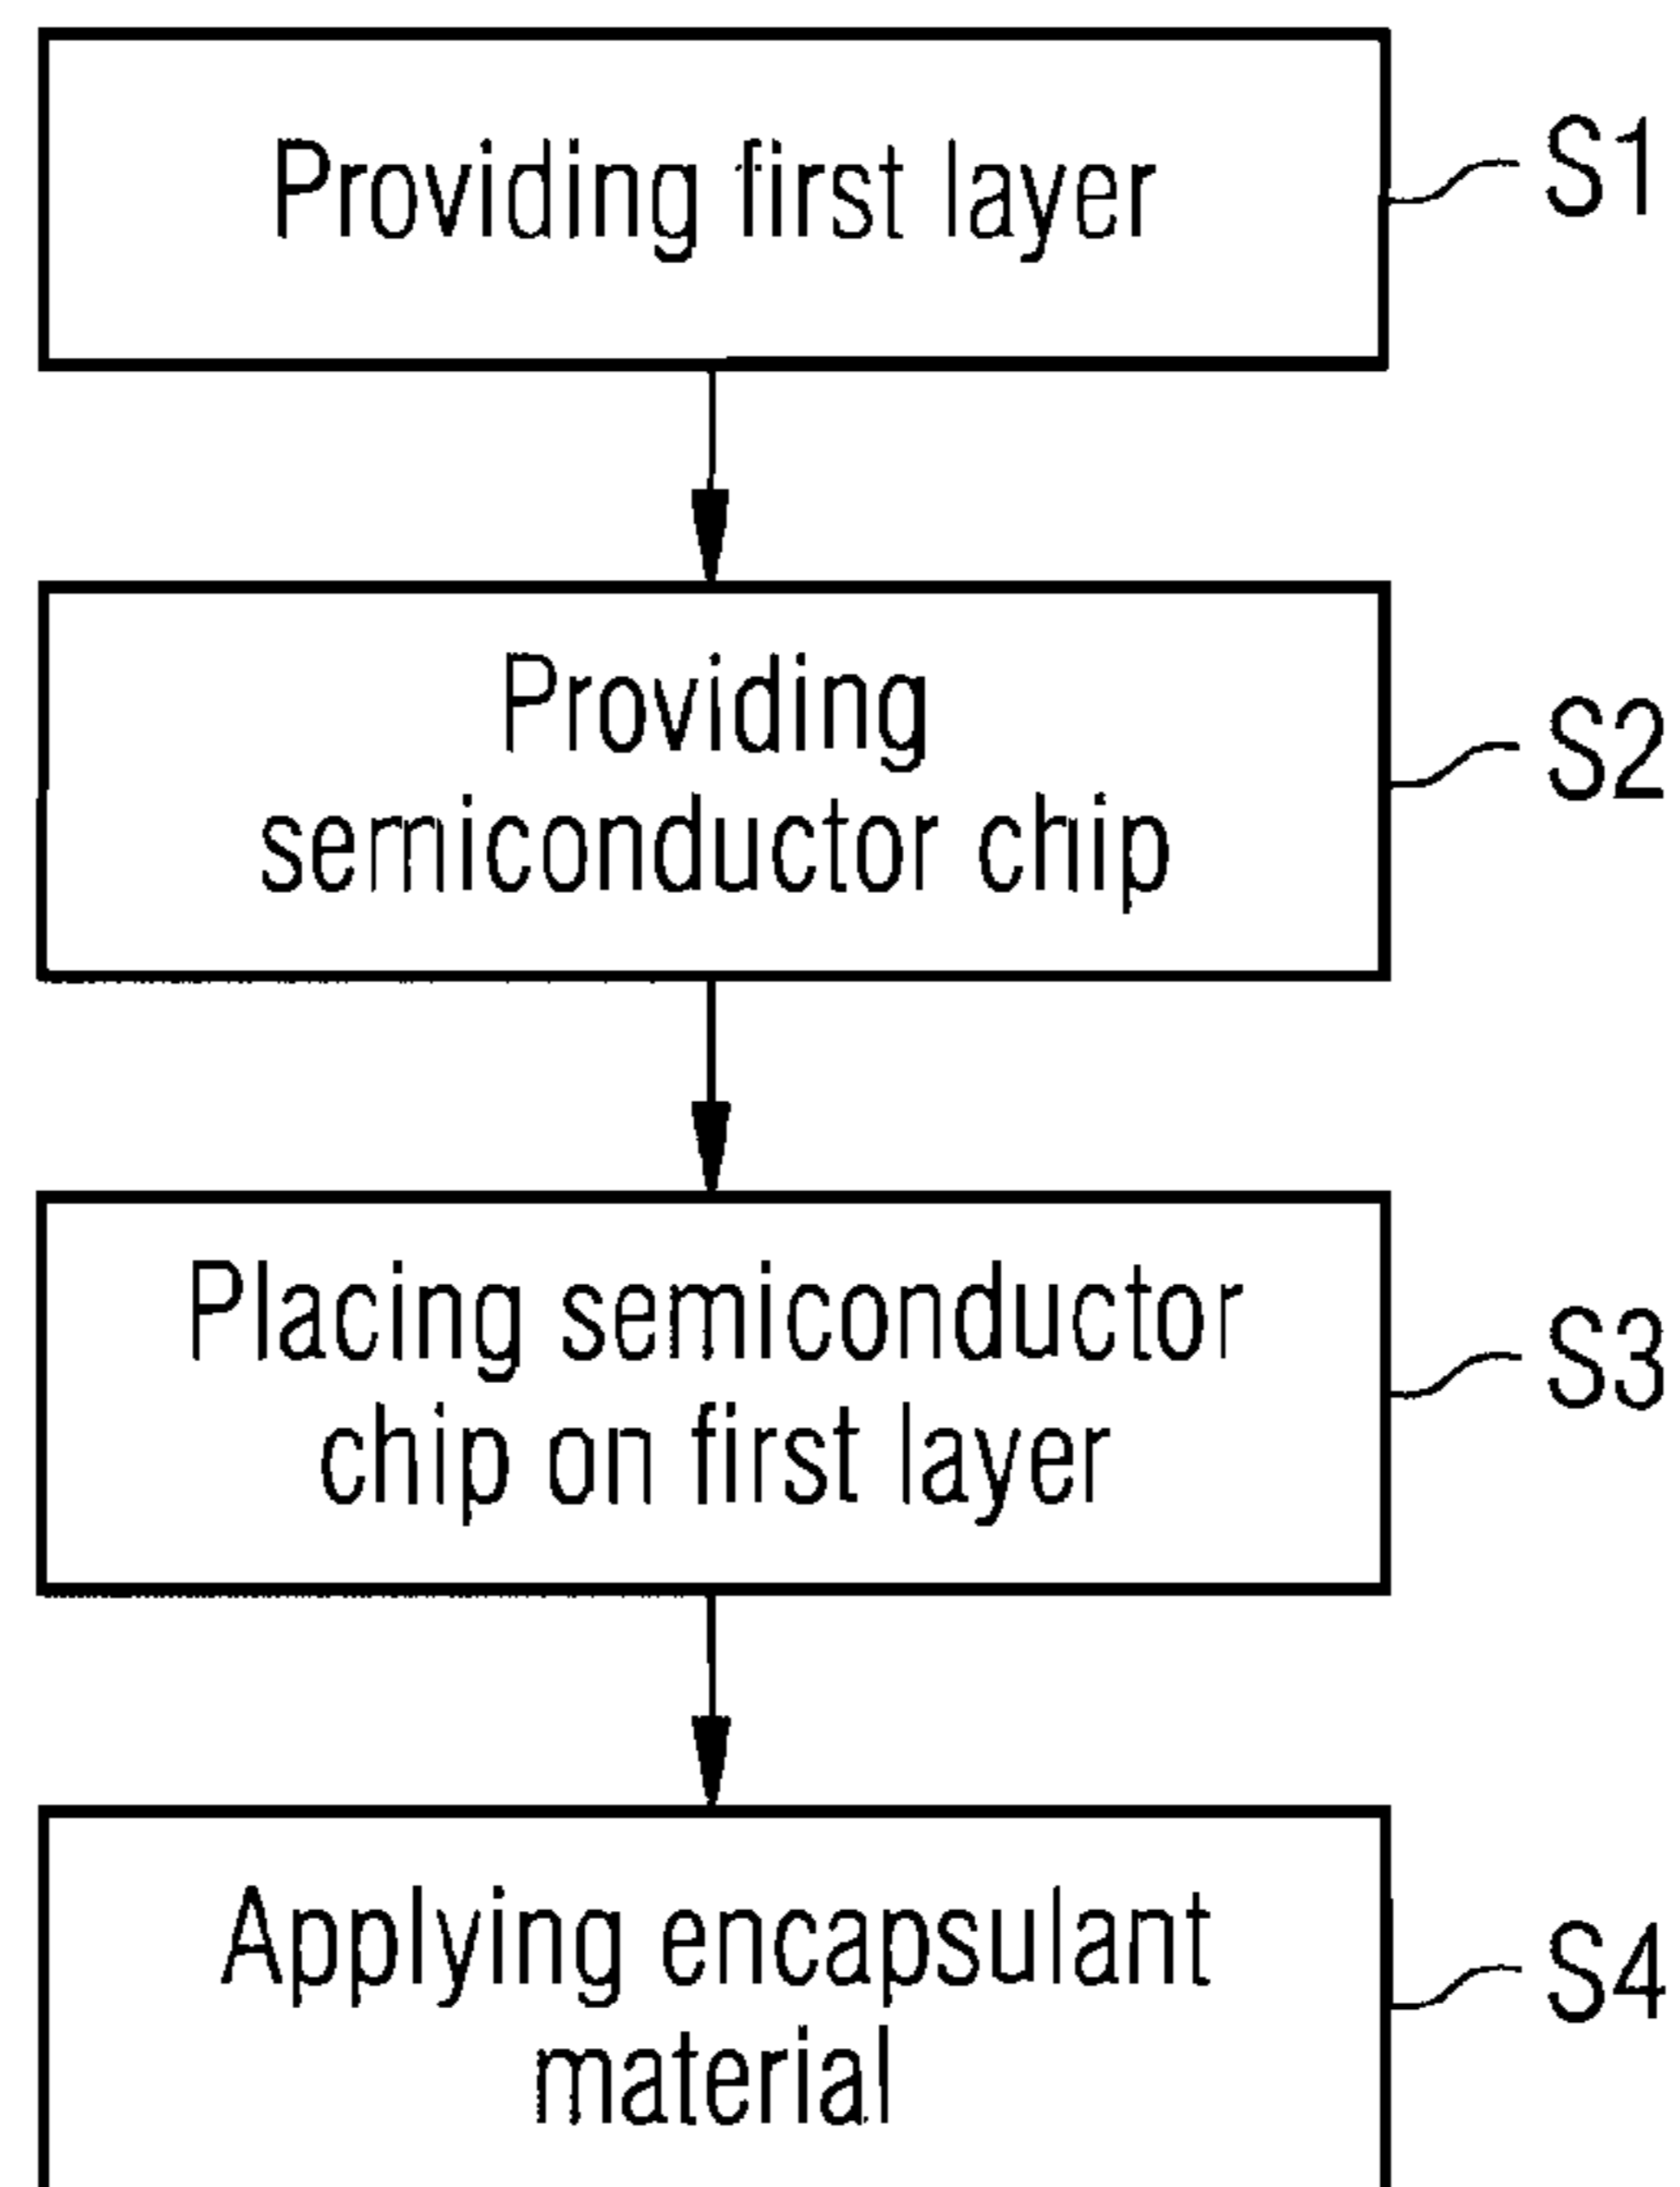 Providing first layer
S1
Providing
semiconductor chip
S2
Placing semiconductor
chip on first layer
S3
Applying encapsulant
material
S4